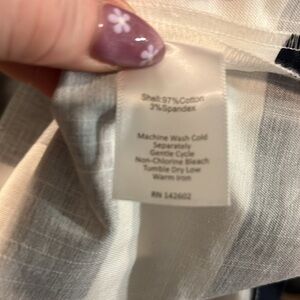 Shell:97%Cotton
3%Spandex
Machine Wash Cold
Separately
Gentle Cycle
Non-Chlorine Bleach
Tumble Dry Low
Warm Iron
RN 142602